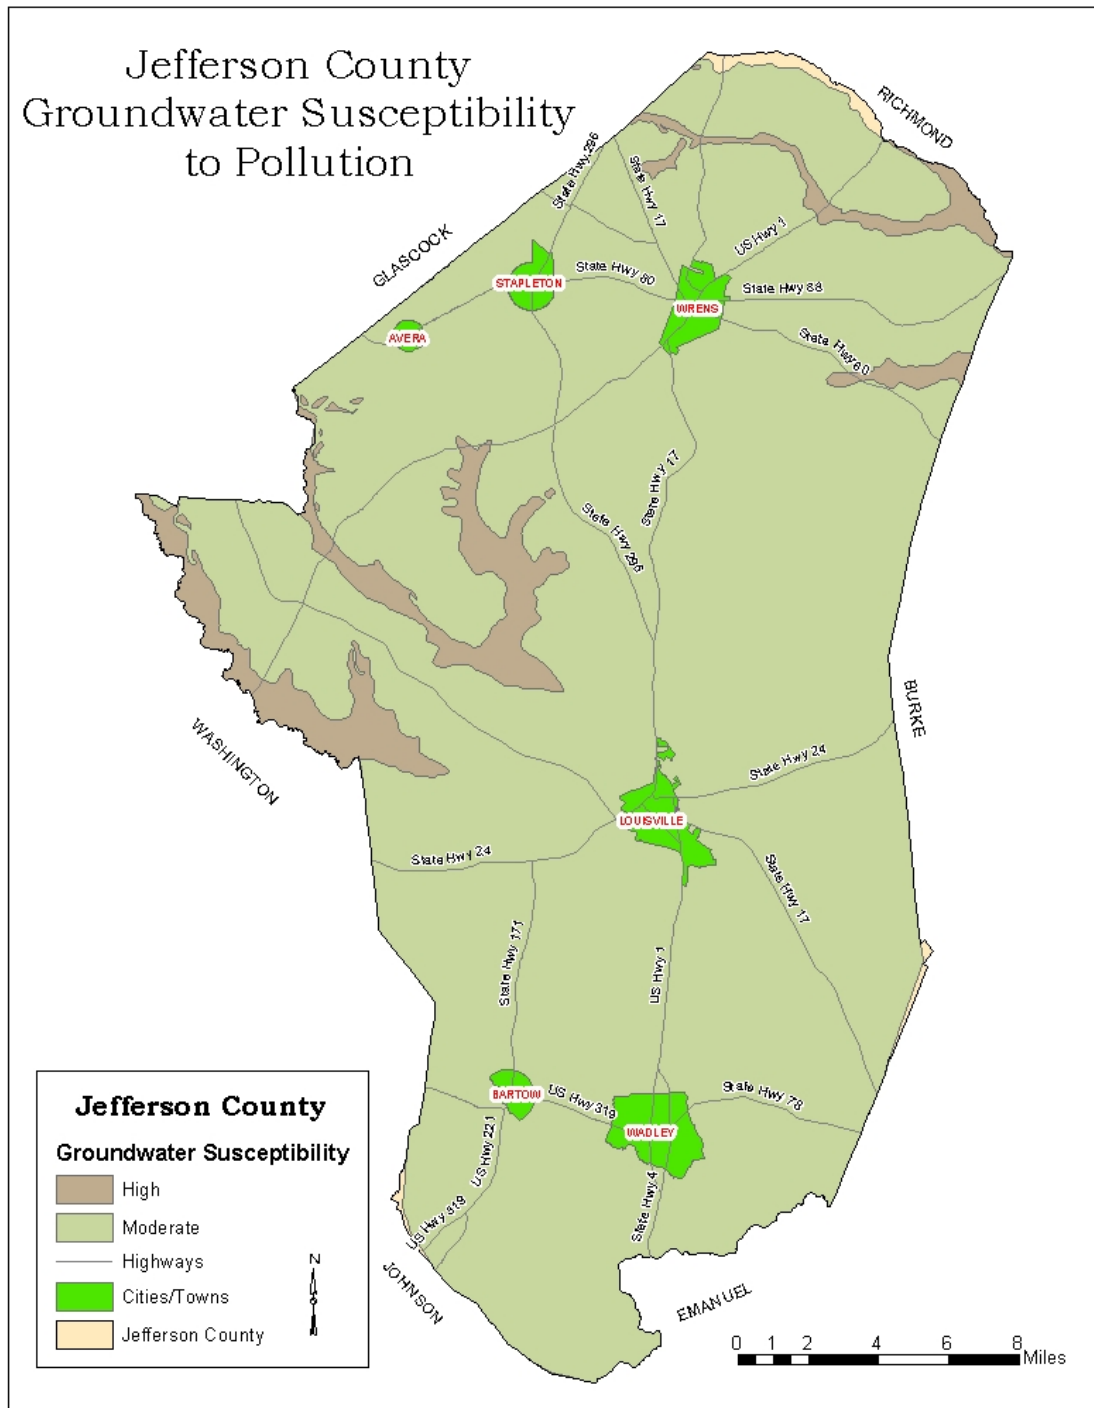 Jefferson County
Groundwater Susceptibility
to Pollution
RICHMOND
State Hwy 296
State Hwy 17
US Hwy 1
GLASCOCK
STAPLETON
State Hwy 80
State Hwy 88
WRENS
AVERA
State Hwy 80
State Hwy 17
State Hwy 296
WASHINGTON
BURKE
State Hwy 24
LOUISVILLE
State Hwy 24
State Hwy 17
State Hwy 171
US Hwy 1
BARTOW
US Hwy 319
State Hwy 78
WADLEY
US Hwy 221
State Hwy 4
US Hwy 319
JOHNSON
EMANUEL
Jefferson County
Groundwater Susceptibility
High
Moderate
Highways
Cities/Towns
Jefferson County
N
0 1 2 4 6 8
Miles